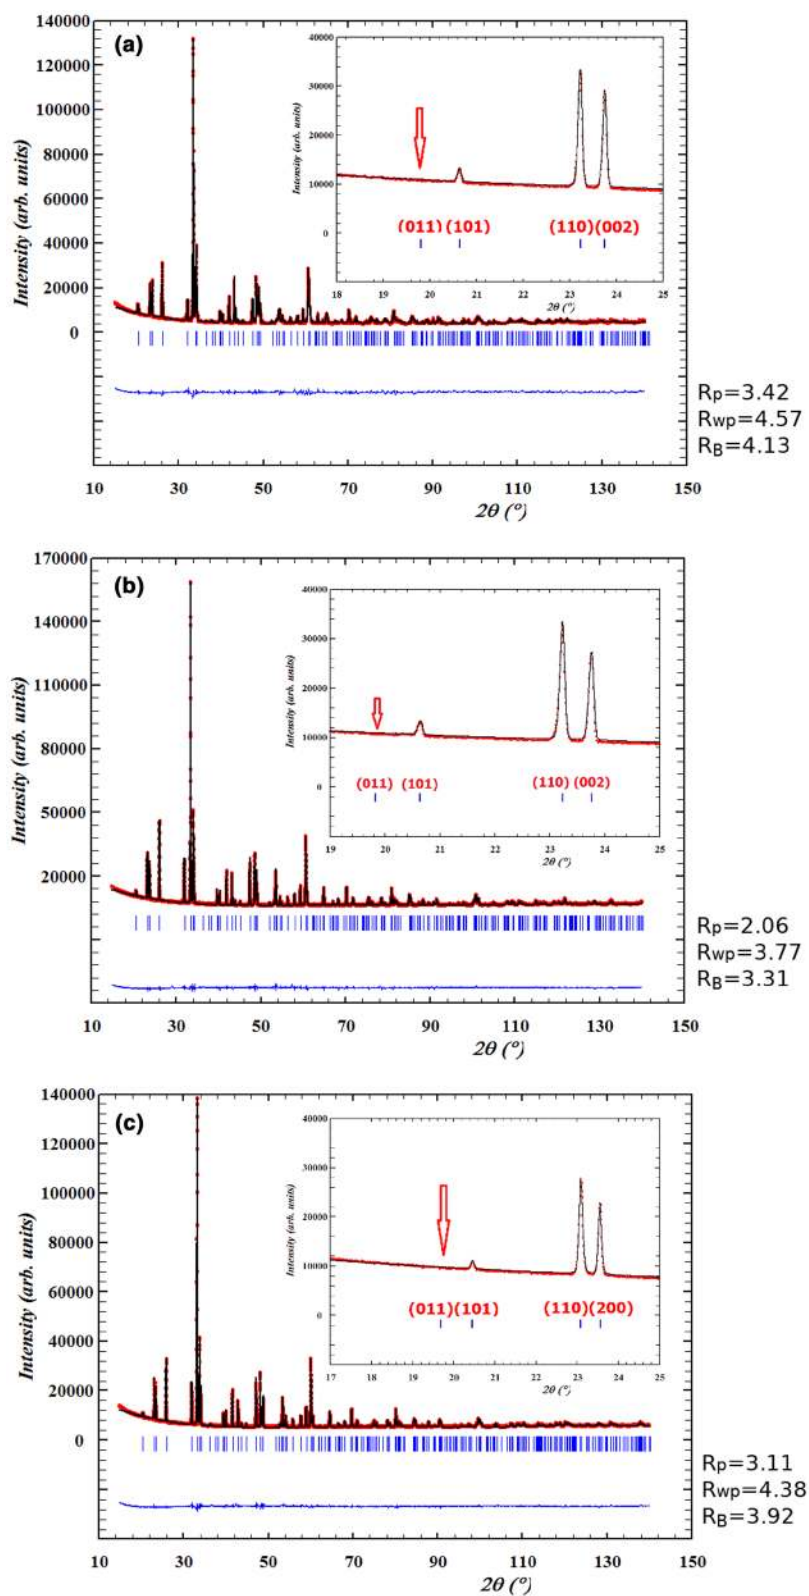 (a)
Intensity (arb. units)
140000
120000
100000
80000
60000
40000
20000
0
10 30 50 70 90 110 130 150
2θ (°)
Intensity (arb. units)
40000
30000
20000
10000
0
(011) (101) (110) (002)
18 19 20 21 22 23 24 25
2θ (°)
Rp=3.42
Rwp=4.57
RB=4.13
(b)
Intensity (arb. units)
170000
140000
110000
80000
50000
20000
10 30 50 70 90 110 130 150
2θ (°)
Intensity (arb. units)
40000
30000
20000
10000
0
(011) (101) (110) (002)
19 20 21 22 23 24 25
2θ (°)
Rp=2.06
Rwp=3.77
RB=3.31
(c)
Intensity (arb. units)
140000
120000
100000
80000
60000
40000
20000
0
10 30 50 70 90 110 130 150
2θ (°)
Intensity (arb. units)
40000
30000
20000
10000
0
(011) (101) (110) (200)
17 18 19 20 21 22 23 24 25
2θ (°)
Rp=3.11
Rwp=4.38
RB=3.92